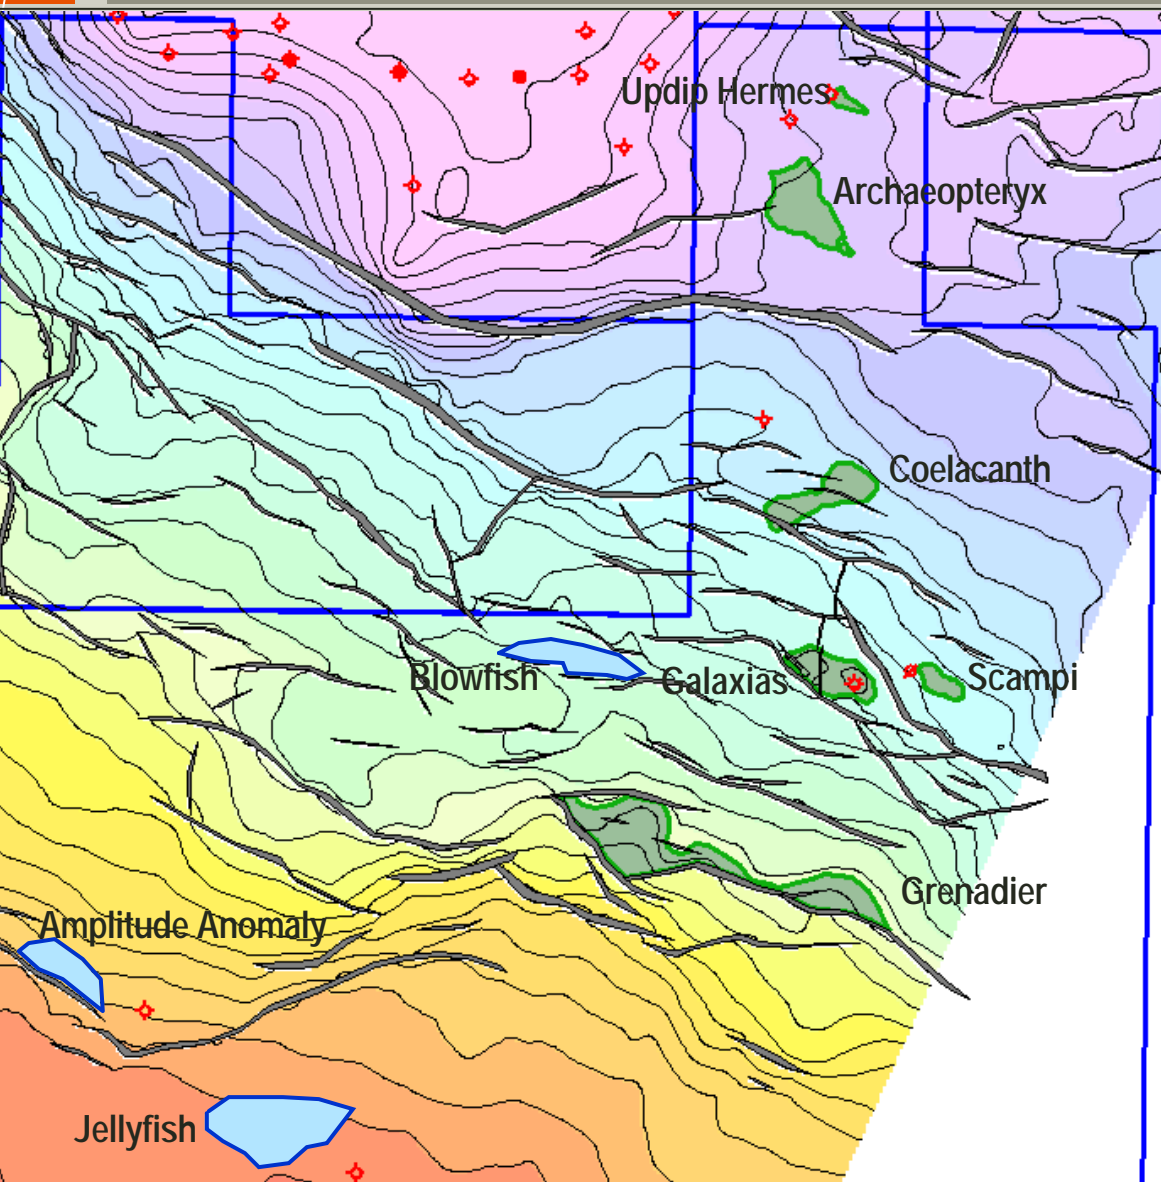 Updip Hermes
Archaeopteryx
Coelacanth
Blowfish
Galaxias
Scampi
Grenadier
Amplitude Anomaly
Jellyfish